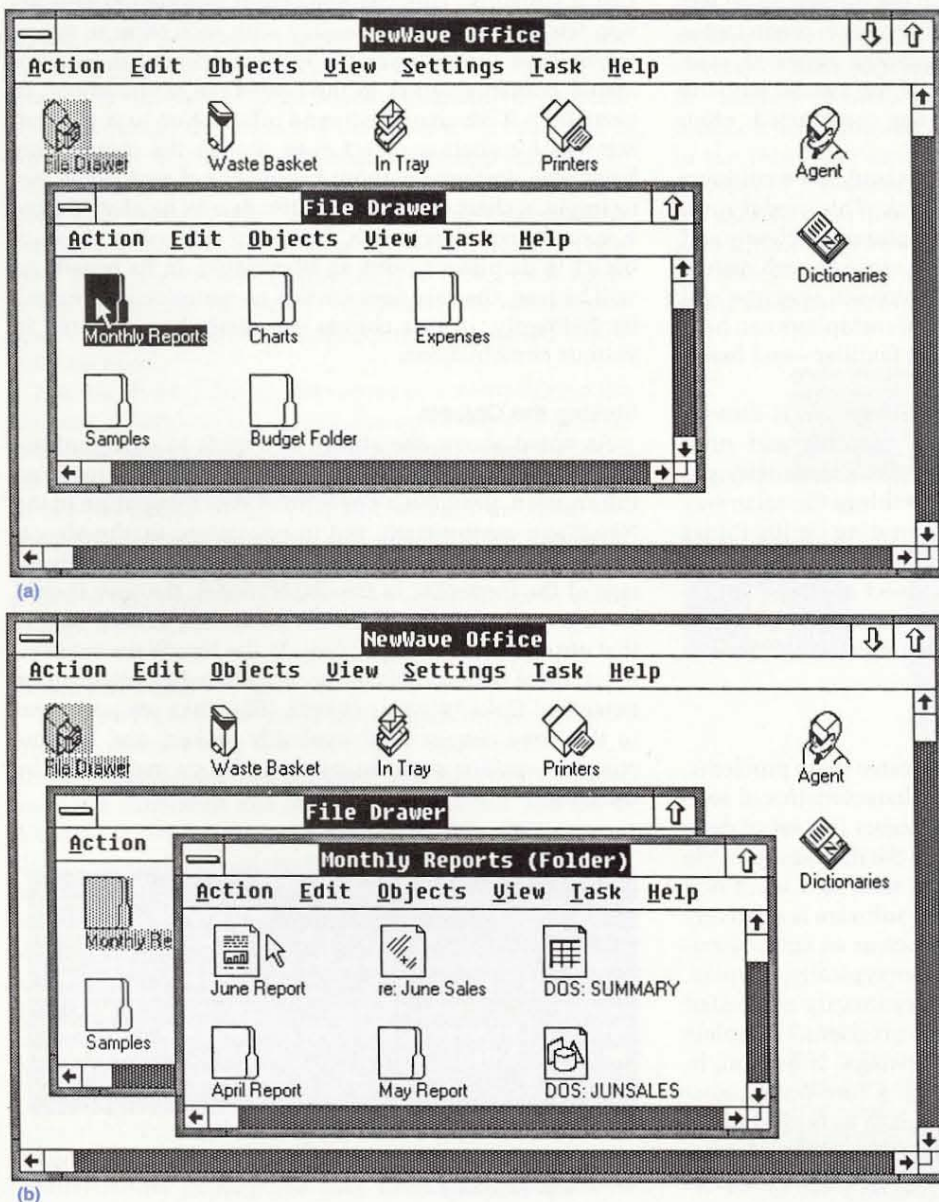 NewWave Office
Action Edit Objects View Settings Task Help
File Drawer Waste Basket In Tray Printers Agent
File Drawer
Action Edit Objects View Task Help
Dictionaries
Monthly Reports Charts Expenses
Samples Budget Folder
(a)
NewWave Office
Action Edit Objects View Settings Task Help
File Drawer Waste Basket In Tray Printers Agent
File Drawer
Action
Monthly Reports (Folder)
Action Edit Objects View Task Help
Dictionaries
Monthly Re
June Report re: June Sales DOS: SUMMARY
Samples
April Report May Report DOS: JUNSALES
(b)